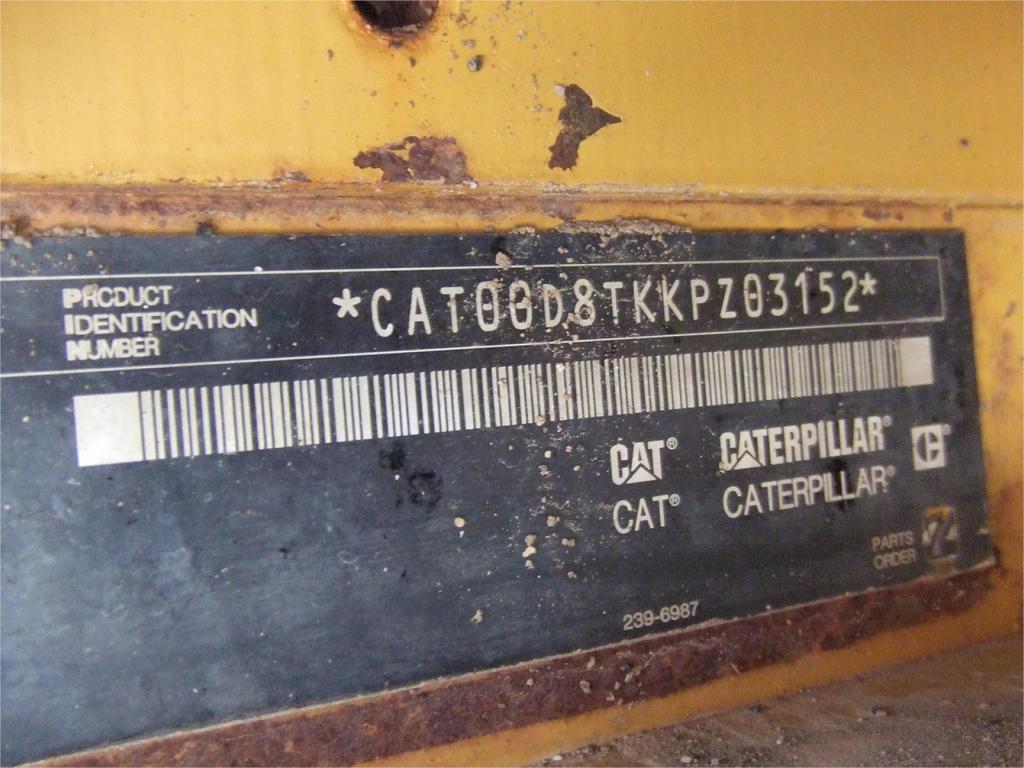 PRODUCT
IDENTIFICATION
NUMBER
*CAT00D8TKKPZ03152*
CAT® CATERPILLAR®
CAT® CATERPILLAR®
PARTS
ORDER
239-6987